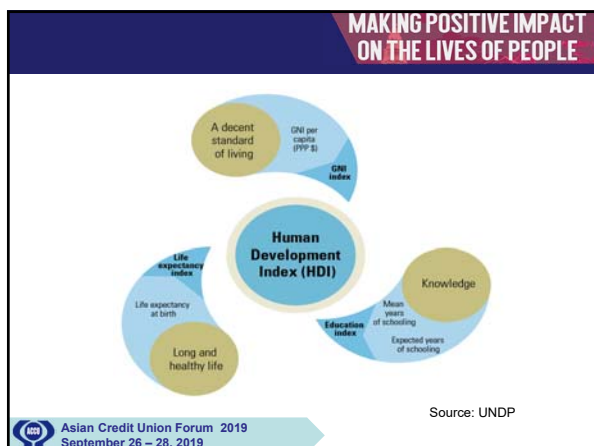 MAKING POSITIVE IMPACT
ON THE LIVES OF PEOPLE
A decent
standard
of living
GNI per
capita
(PPP $)
GNI
index
Human
Development
Index (HDI)
Life
expectancy
index
Life expectancy
at birth
Long and
healthy life
Knowledge
Mean
years
of schooling
Expected years
of schooling
Education
index
Source: UNDP
ACCU
Asian Credit Union Forum 2019
September 26 – 28, 2019